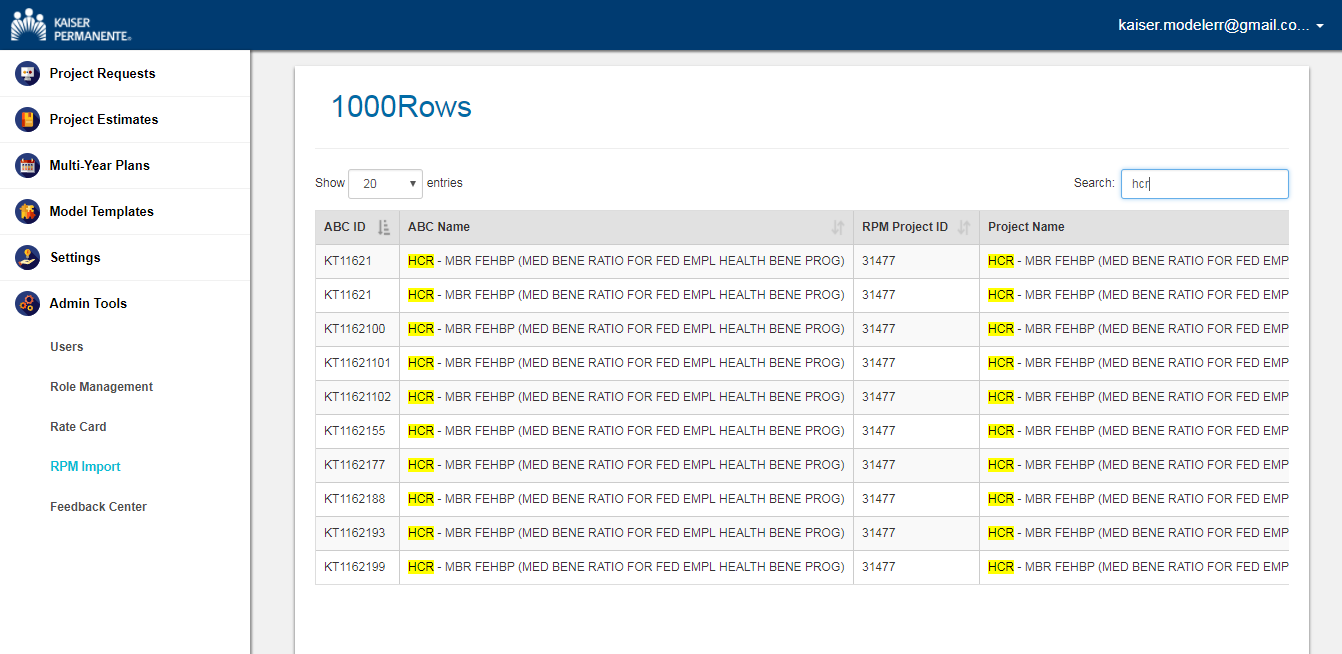 KAISER
PERMANENTE®
kaiser.modelerr@gmail.co...
Project Requests
Project Estimates
Multi-Year Plans
Model Templates
Settings
Admin Tools
Users
Role Management
Rate Card
RPM Import
Feedback Center
1000Rows
Show 20 entries
Search: hcr
ABC ID ABC Name RPM Project ID Project Name
KT11621 HCR - MBR FEHBP (MED BENE RATIO FOR FED EMPL HEALTH BENE PROG) 31477 HCR - MBR FEHBP (MED BENE RATIO FOR FED EMP
KT11621 HCR - MBR FEHBP (MED BENE RATIO FOR FED EMPL HEALTH BENE PROG) 31477 HCR - MBR FEHBP (MED BENE RATIO FOR FED EMP
KT1162100 HCR - MBR FEHBP (MED BENE RATIO FOR FED EMPL HEALTH BENE PROG) 31477 HCR - MBR FEHBP (MED BENE RATIO FOR FED EMP
KT11621101 HCR - MBR FEHBP (MED BENE RATIO FOR FED EMPL HEALTH BENE PROG) 31477 HCR - MBR FEHBP (MED BENE RATIO FOR FED EMP
KT11621102 HCR - MBR FEHBP (MED BENE RATIO FOR FED EMPL HEALTH BENE PROG) 31477 HCR - MBR FEHBP (MED BENE RATIO FOR FED EMP
KT1162155 HCR - MBR FEHBP (MED BENE RATIO FOR FED EMPL HEALTH BENE PROG) 31477 HCR - MBR FEHBP (MED BENE RATIO FOR FED EMP
KT1162177 HCR - MBR FEHBP (MED BENE RATIO FOR FED EMPL HEALTH BENE PROG) 31477 HCR - MBR FEHBP (MED BENE RATIO FOR FED EMP
KT1162188 HCR - MBR FEHBP (MED BENE RATIO FOR FED EMPL HEALTH BENE PROG) 31477 HCR - MBR FEHBP (MED BENE RATIO FOR FED EMP
KT1162193 HCR - MBR FEHBP (MED BENE RATIO FOR FED EMPL HEALTH BENE PROG) 31477 HCR - MBR FEHBP (MED BENE RATIO FOR FED EMP
KT1162199 HCR - MBR FEHBP (MED BENE RATIO FOR FED EMPL HEALTH BENE PROG) 31477 HCR - MBR FEHBP (MED BENE RATIO FOR FED EMP